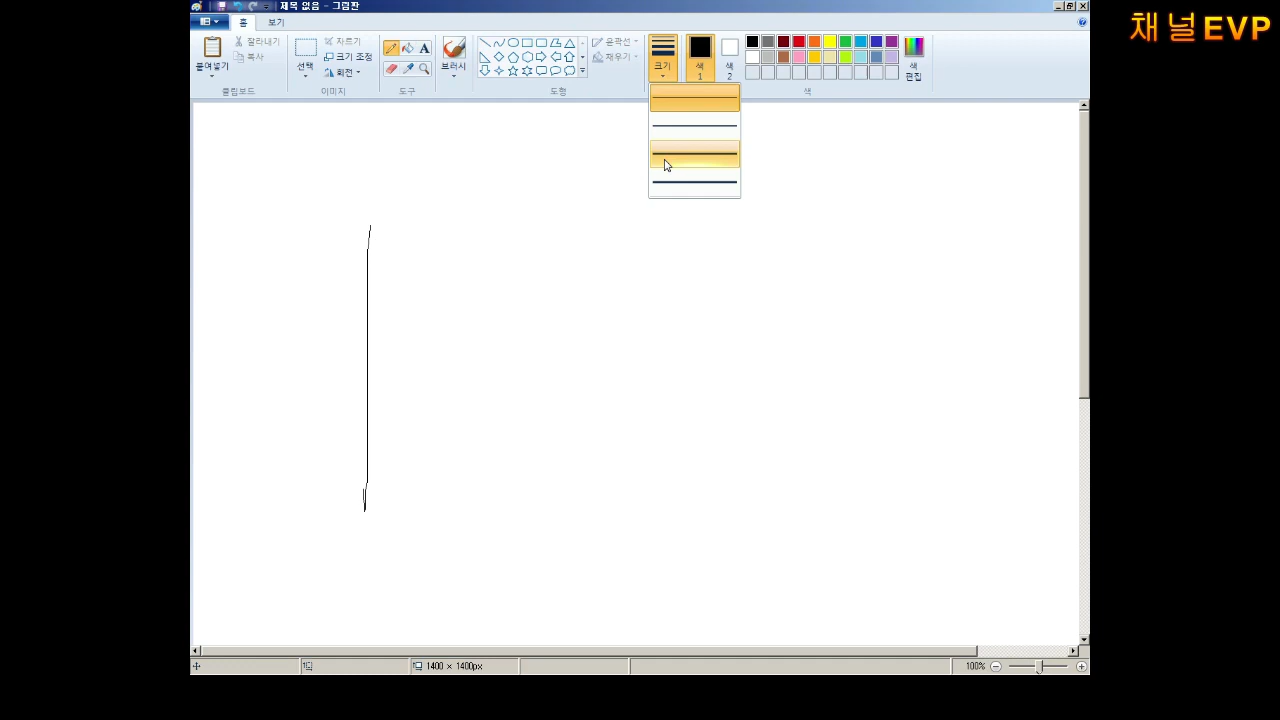 채널EVP
제목 없음 - 그림판
홈 보기
붙여넣기
잘라내기
복사
클립보드
선택
자르기
크기 조정
회전
이미지
A
도구
브러시
윤곽선
채우기
도형
크기
색
1
색
2
색
편집
색
1400 × 1400px
100%